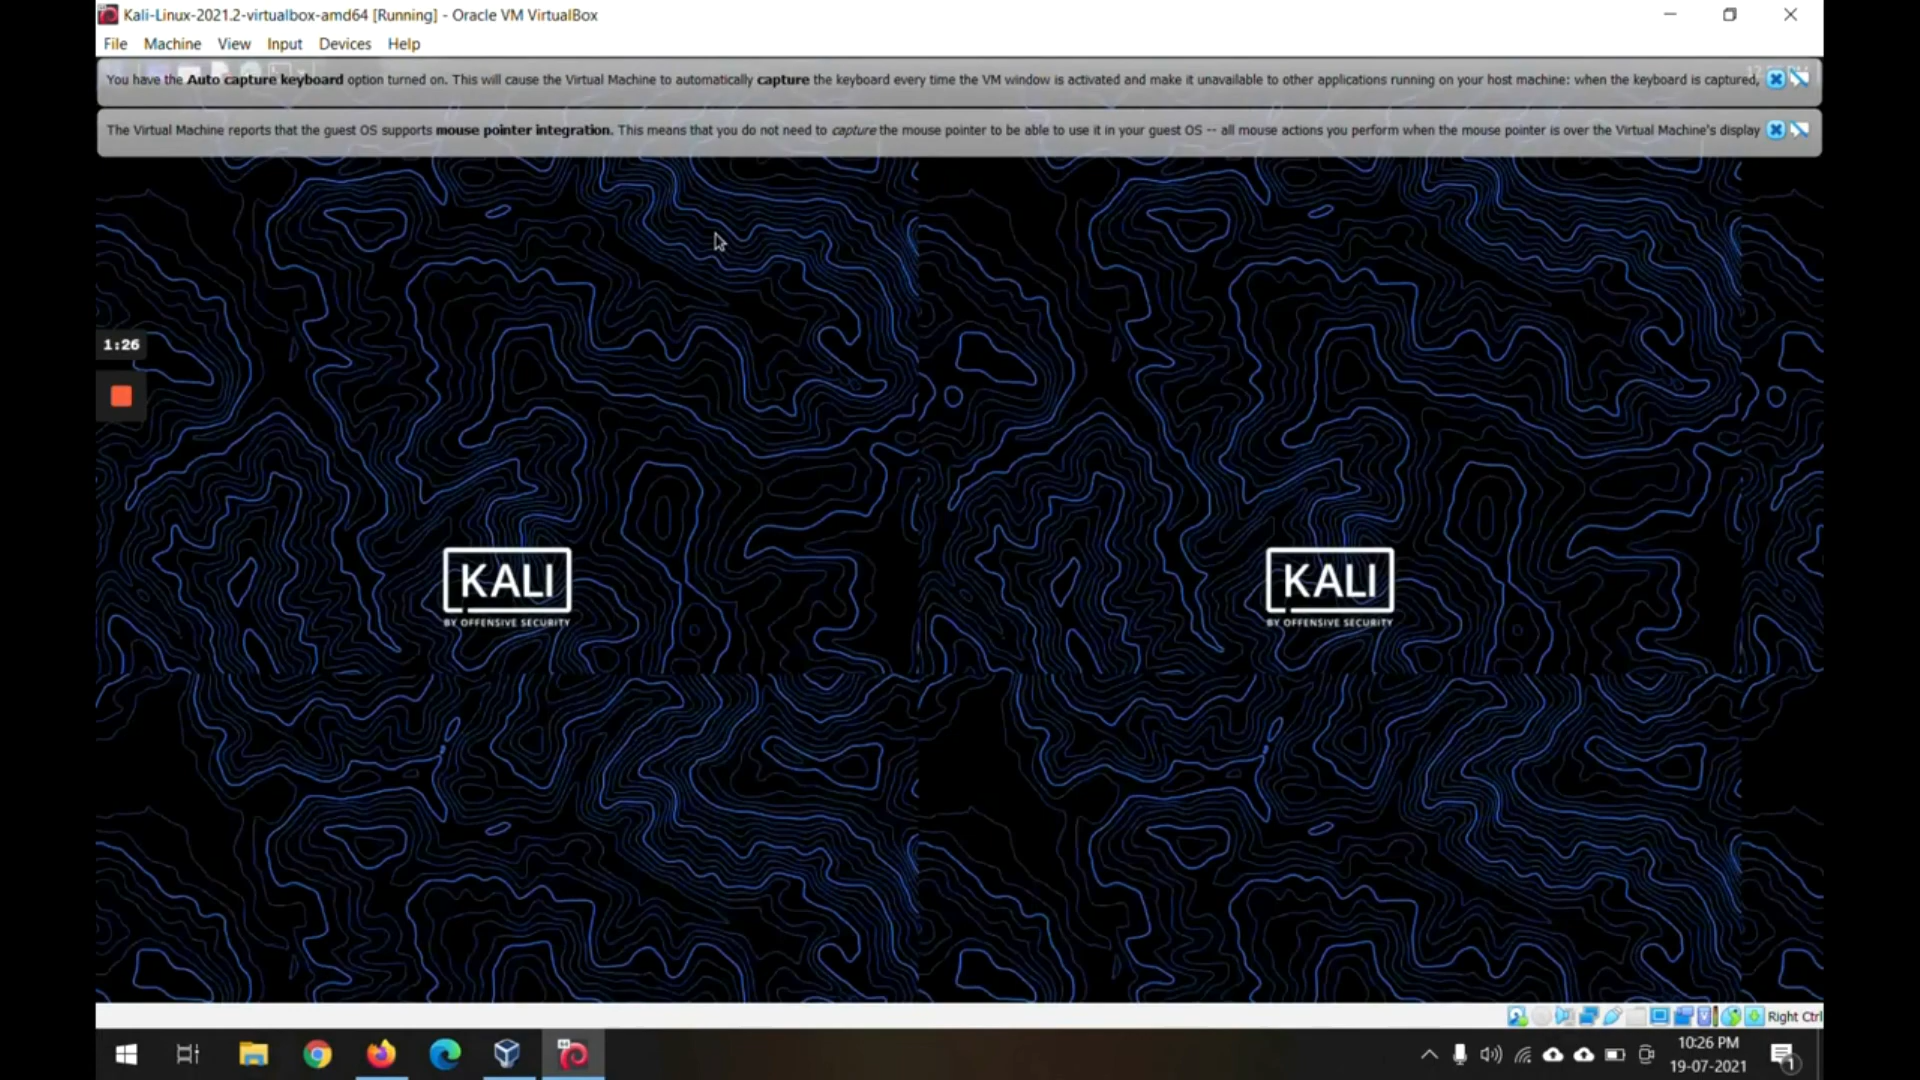 Kali-Linux-2021.2-virtualbox-amd64 [Running] - Oracle VM VirtualBox
File Machine View Input Devices Help
You have the Auto capture keyboard option turned on. This will cause the Virtual Machine to automatically capture the keyboard every time the VM window is activated and make it unavailable to other applications running on your host machine: when the keyboard is captured,
The Virtual Machine reports that the guest OS supports mouse pointer integration. This means that you do not need to capture the mouse pointer to be able to use it in your guest OS -- all mouse actions you perform when the mouse pointer is over the Virtual Machine's display
1:26
KALI
BY OFFENSIVE SECURITY
KALI
BY OFFENSIVE SECURITY
Right Ctrl
10:26 PM
19-07-2021
1